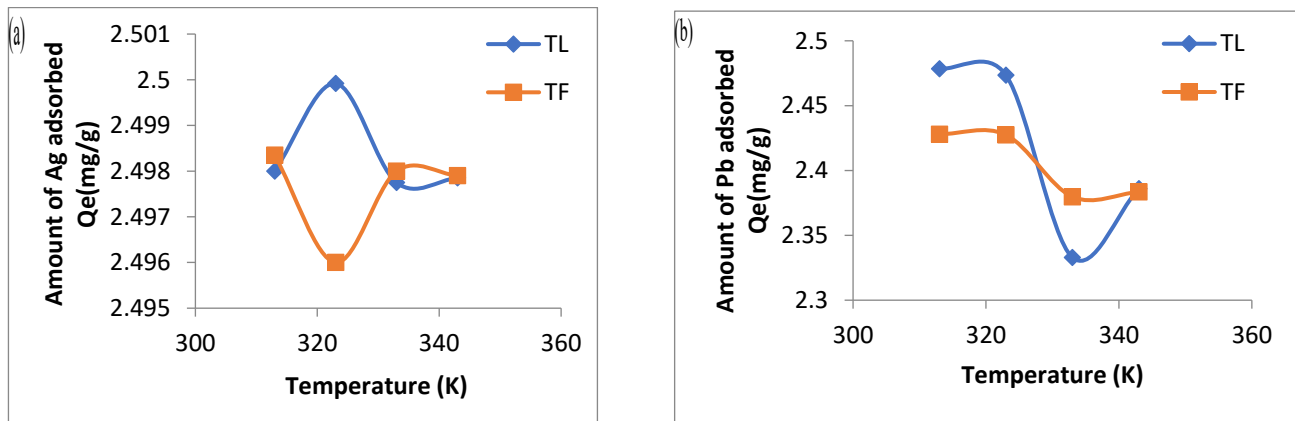 (a)
Amount of Ag adsorbed
Qe(mg/g)
2.501
2.5
2.499
2.498
2.497
2.496
2.495
300
320
340
360
Temperature (K)
TL
TF
(b)
Amount of Pb adsorbed
Qe(mg/g)
2.5
2.45
2.4
2.35
2.3
300
320
340
360
Temperature (K)
TL
TF